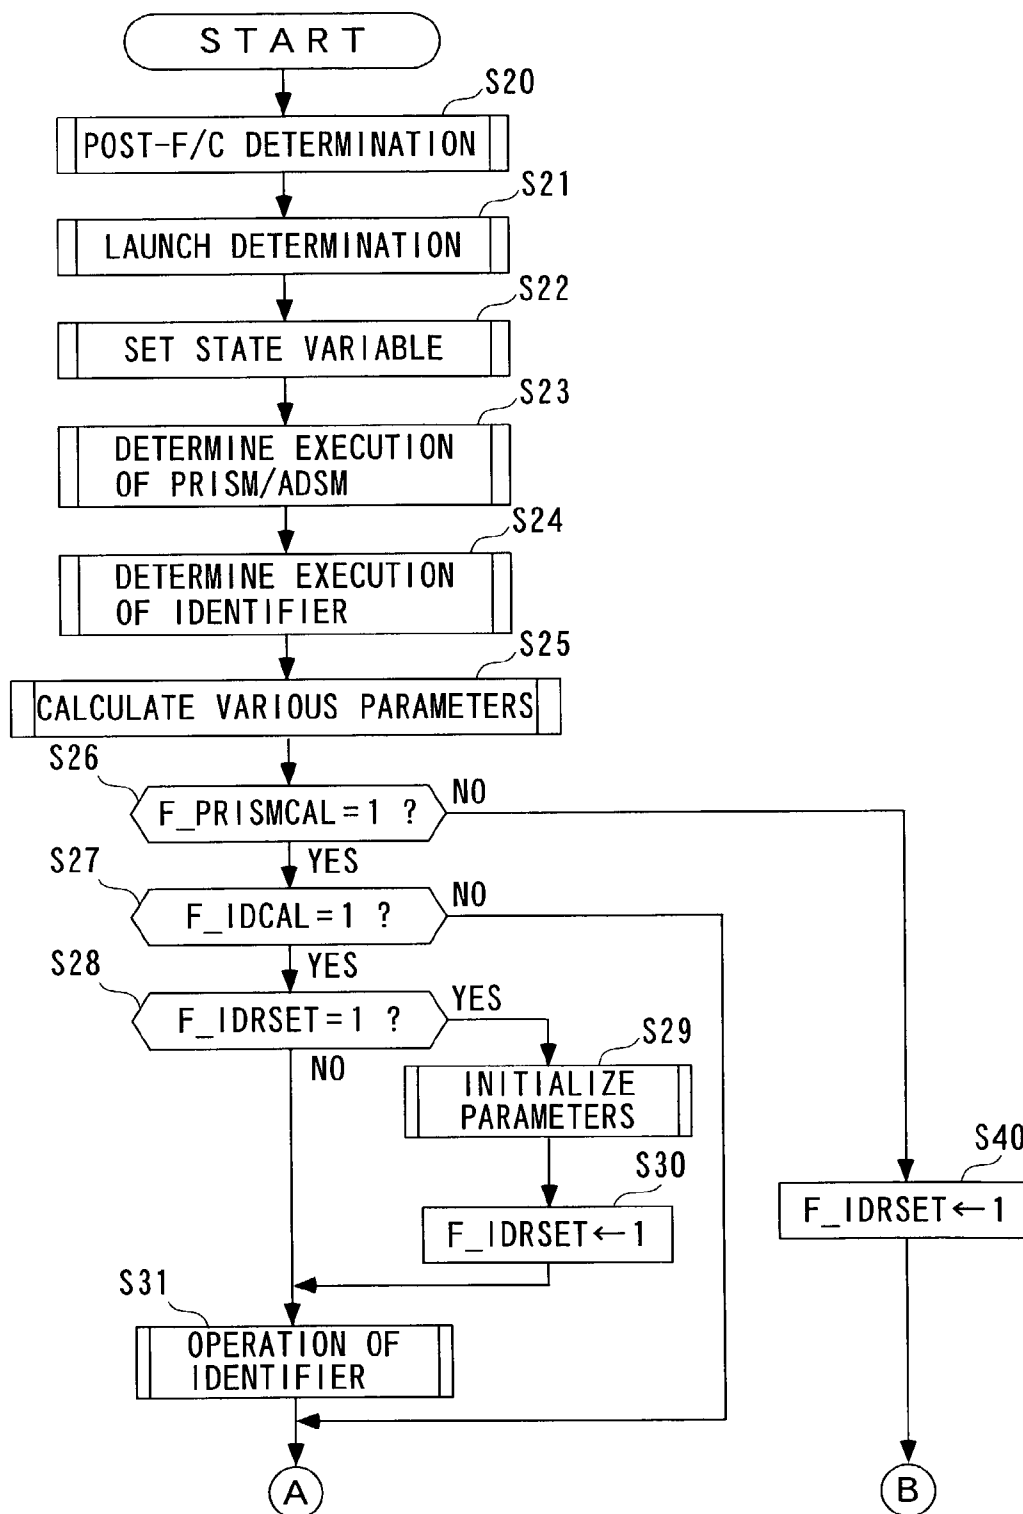 START
S20
POST-F/C DETERMINATION
S21
LAUNCH DETERMINATION
S22
SET STATE VARIABLE
S23
DETERMINE EXECUTION
OF PRISM/ADSM
S24
DETERMINE EXECUTION
OF IDENTIFIER
S25
CALCULATE VARIOUS PARAMETERS
S26
F_PRISMCAL=1 ?
NO
YES
S27
F_IDCAL=1 ?
NO
YES
S28
F_IDRSET=1 ?
YES
NO
S29
INITIALIZE
PARAMETERS
S30
F_IDRSET←1
S40
F_IDRSET←1
S31
OPERATION OF
IDENTIFIER
A
B